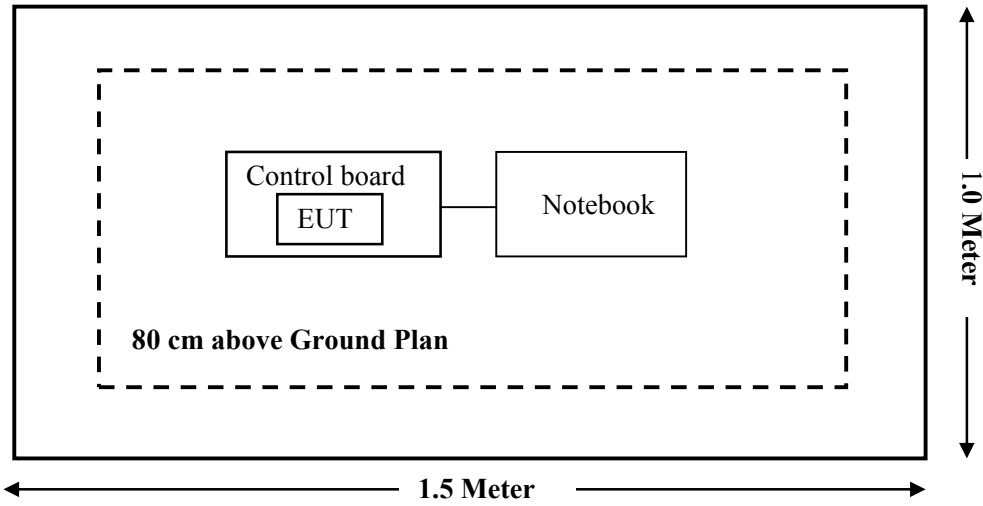 Control board
EUT
Notebook
80 cm above Ground Plan
1.0 Meter
1.5 Meter